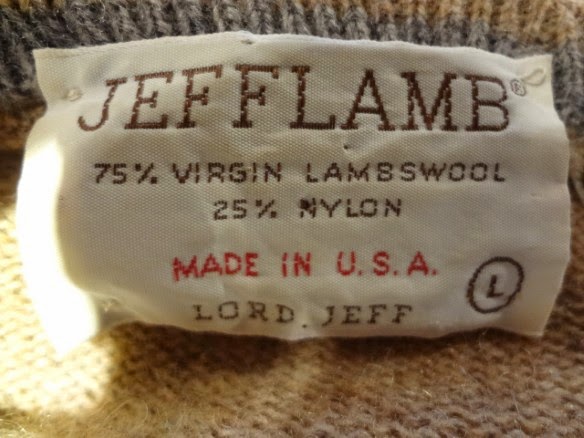 JEFFLAMB®
75% VIRGIN LAMBSWOOL
25% NYLON
MADE IN U.S.A.
L
LORD JEFF